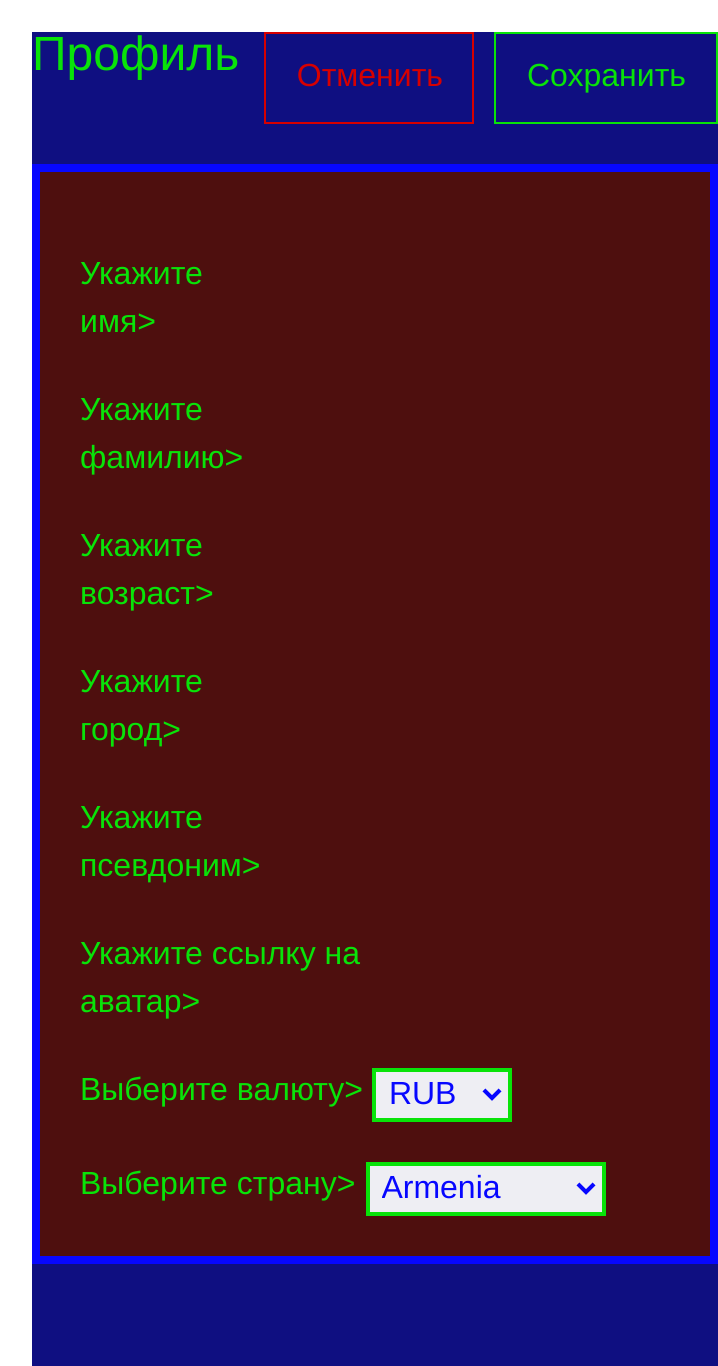 Профиль Отменить Сохранить
Укажите
имя>
Укажите
фамилию>
Укажите
возраст>
Укажите
город>
Укажите
псевдоним>
Укажите ссылку на
аватар>
Выберите валюту> RUB
Выберите страну> Armenia